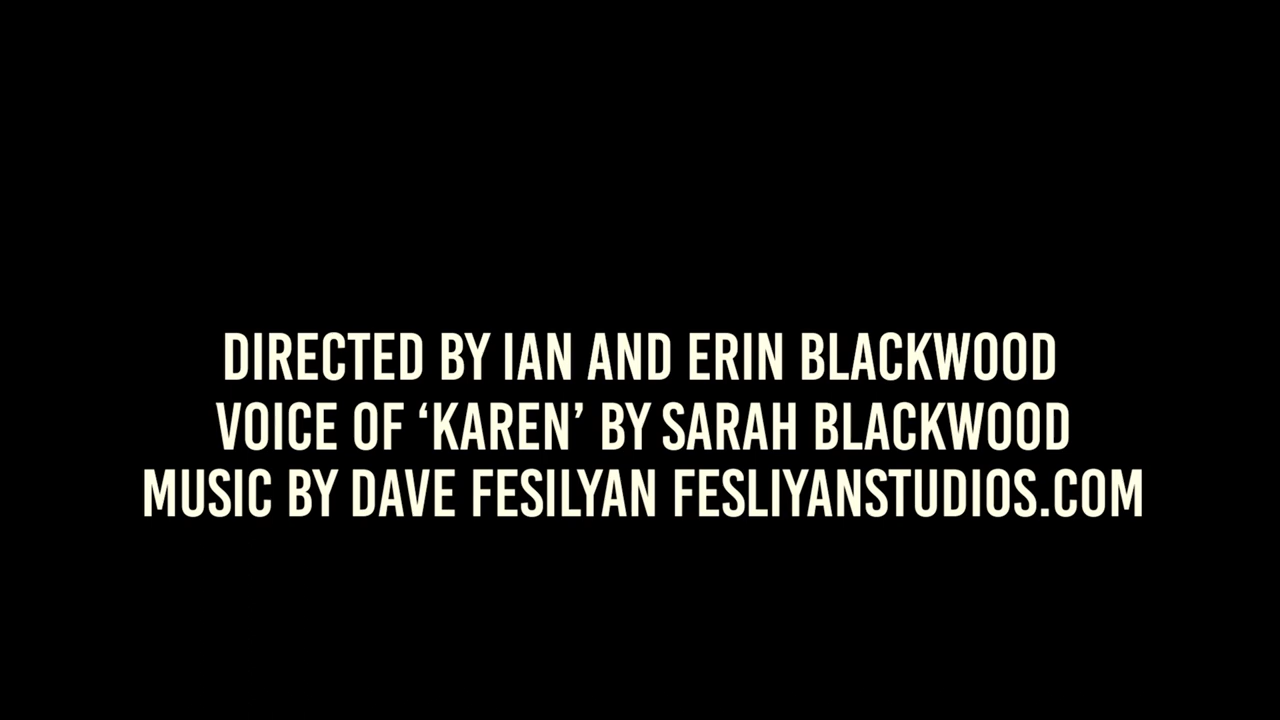 DIRECTED BY IAN AND ERIN BLACKWOOD
VOICE OF ‘KAREN’ BY SARAH BLACKWOOD
MUSIC BY DAVE FESILYAN FESLIYANSTUDIOS.COM